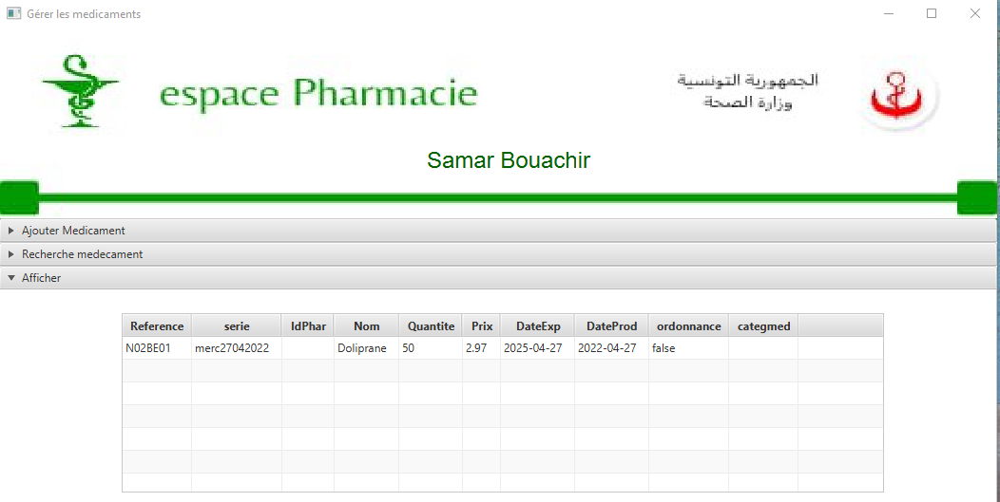 Gérer les medicaments
espace Pharmacie
الجمهورية التونسية
وزارة الصحة
Samar Bouachir
Ajouter Medicament
Recherche medecament
Afficher
Reference serie IdPhar Nom Quantite Prix DateExp DateProd ordonnance categmed
N02BE01 merc27042022 Doliprane 50 2.97 2025-04-27 2022-04-27 false